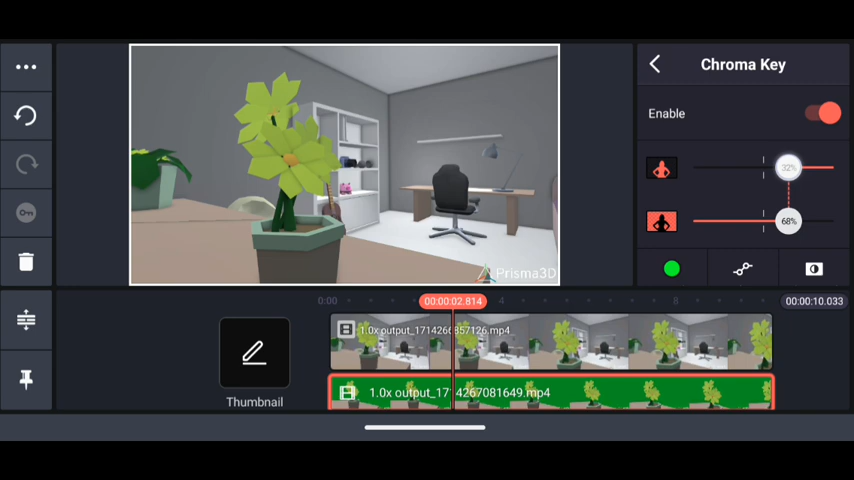 Chroma Key
Enable
32%
68%
Prisma3D
0:00
00:00:02.814
4
8
00:00:10.033
1.0x output_1714266857126.mp4
1.0x output_1714267081649.mp4
Thumbnail